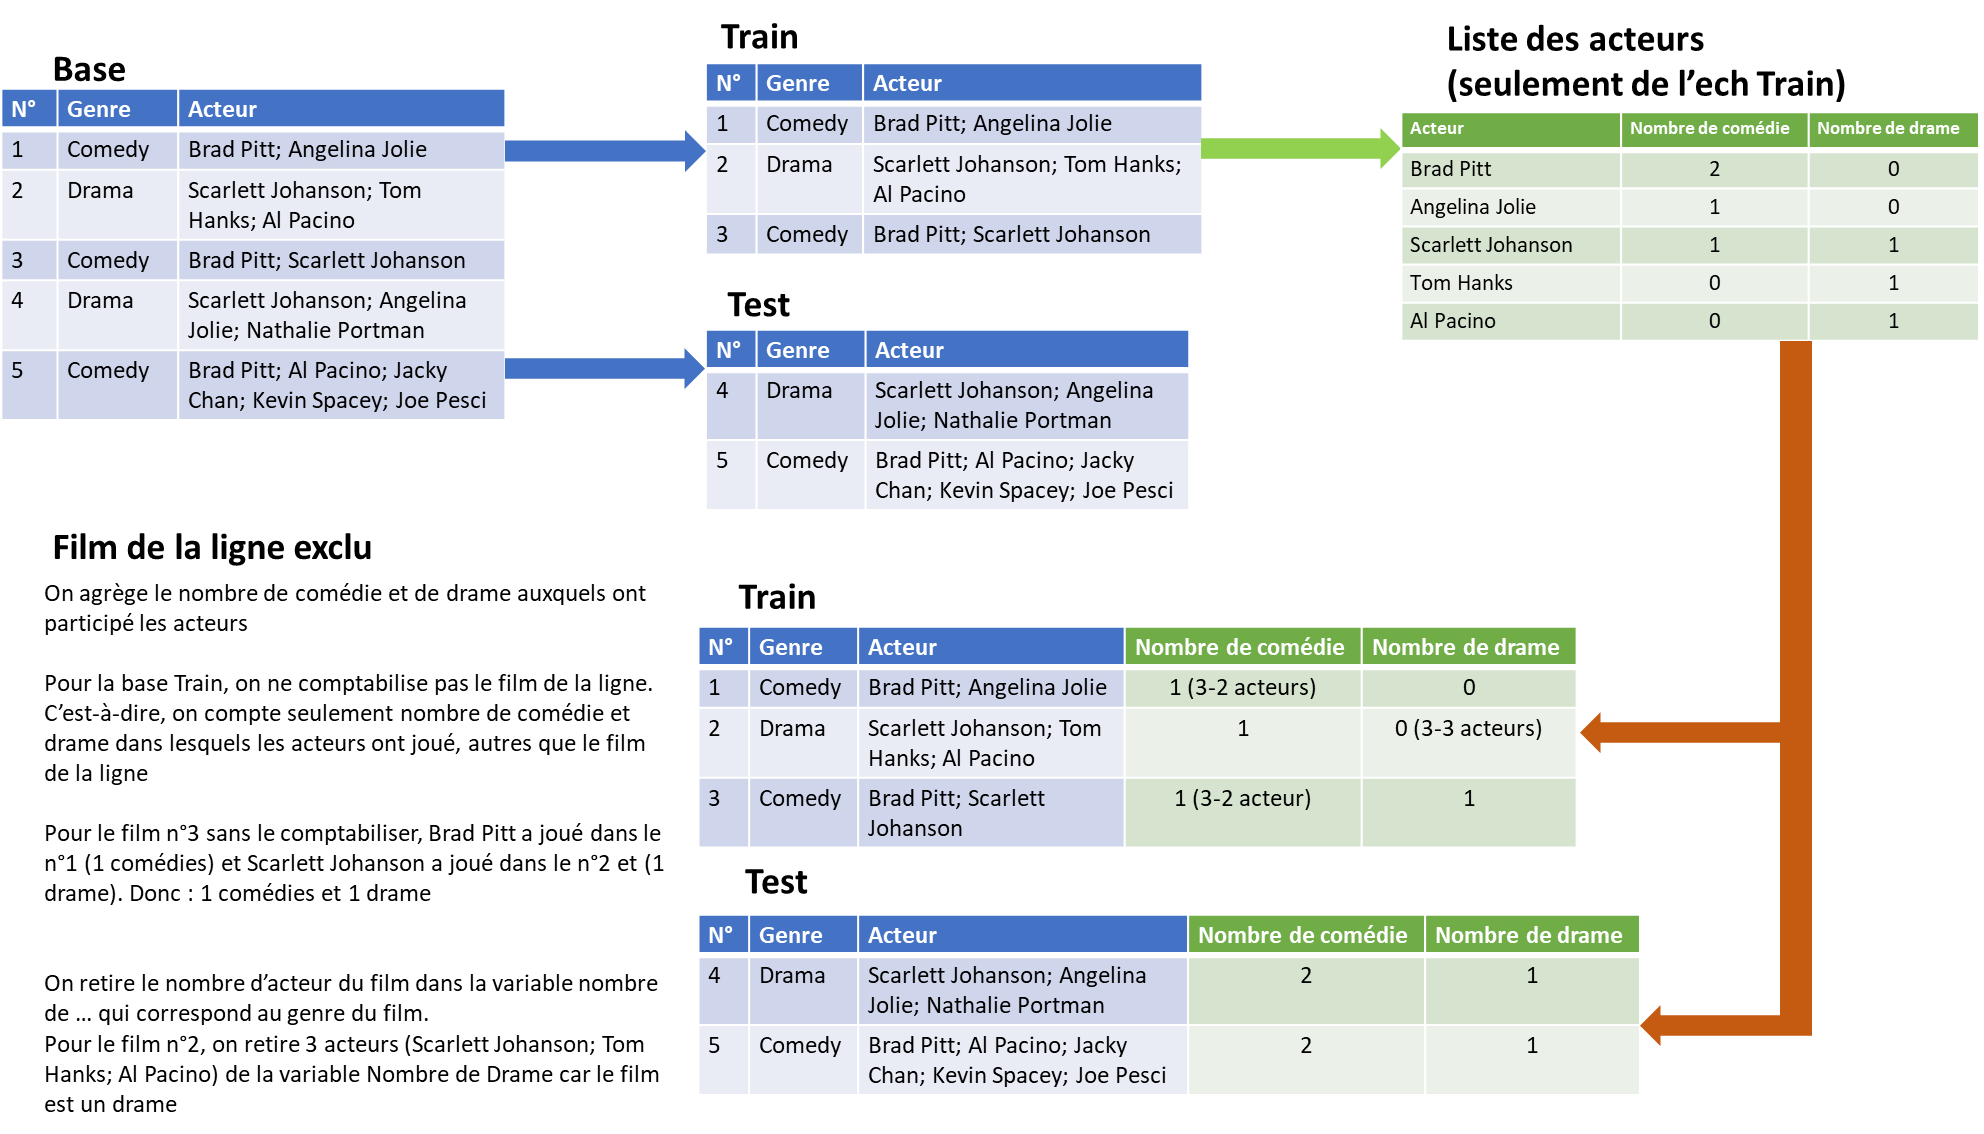 Base
N° Genre Acteur
1 Comedy Brad Pitt; Angelina Jolie
2 Drama Scarlett Johanson; Tom
Hanks; Al Pacino
3 Comedy Brad Pitt; Scarlett Johanson
4 Drama Scarlett Johanson; Angelina
Jolie; Nathalie Portman
5 Comedy Brad Pitt; Al Pacino; Jacky
Chan; Kevin Spacey; Joe Pesci
Train
N° Genre Acteur
1 Comedy Brad Pitt; Angelina Jolie
2 Drama Scarlett Johanson; Tom Hanks;
Al Pacino
3 Comedy Brad Pitt; Scarlett Johanson
Test
N° Genre Acteur
4 Drama Scarlett Johanson; Angelina
Jolie; Nathalie Portman
5 Comedy Brad Pitt; Al Pacino; Jacky
Chan; Kevin Spacey; Joe Pesci
Liste des acteurs
(seulement de l’ech Train)
Acteur Nombre de comédie Nombre de drame
Brad Pitt 2 0
Angelina Jolie 1 0
Scarlett Johanson 1 1
Tom Hanks 0 1
Al Pacino 0 1
Film de la ligne exclu
On agrège le nombre de comédie et de drame auxquels ont
participé les acteurs
Pour la base Train, on ne comptabilise pas le film de la ligne.
C’est-à-dire, on compte seulement nombre de comédie et
drame dans lesquels les acteurs ont joué, autres que le film
de la ligne
Pour le film n°3 sans le comptabiliser, Brad Pitt a joué dans le
n°1 (1 comédies) et Scarlett Johanson a joué dans le n°2 et (1
drame). Donc : 1 comédies et 1 drame
On retire le nombre d’acteur du film dans la variable nombre
de … qui correspond au genre du film.
Pour le film n°2, on retire 3 acteurs (Scarlett Johanson; Tom
Hanks; Al Pacino) de la variable Nombre de Drame car le film
est un drame
Train
N° Genre Acteur Nombre de comédie Nombre de drame
1 Comedy Brad Pitt; Angelina Jolie 1 (3-2 acteurs) 0
2 Drama Scarlett Johanson; Tom 1 0 (3-3 acteurs)
Hanks; Al Pacino
3 Comedy Brad Pitt; Scarlett 1 (3-2 acteur) 1
Johanson
Test
N° Genre Acteur Nombre de comédie Nombre de drame
4 Drama Scarlett Johanson; Angelina 2 1
Jolie; Nathalie Portman
5 Comedy Brad Pitt; Al Pacino; Jacky 2 1
Chan; Kevin Spacey; Joe Pesci